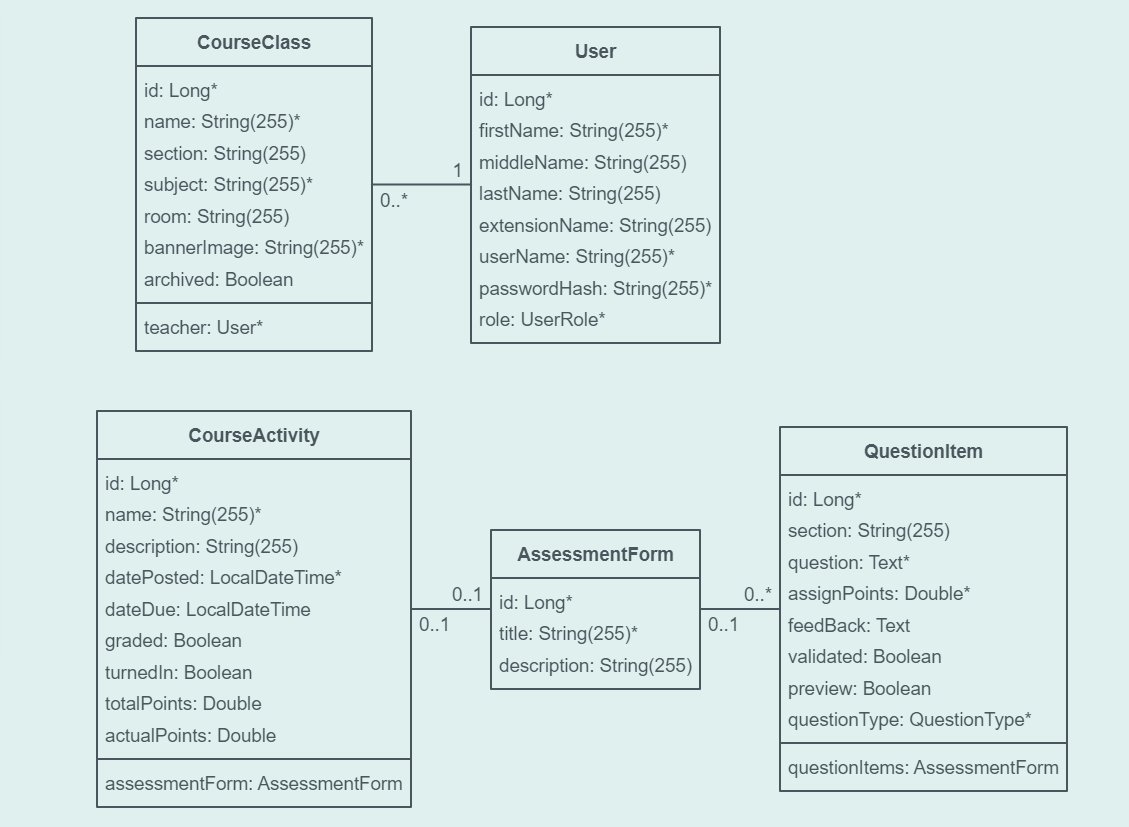 CourseClass
id: Long*
name: String(255)*
section: String(255)
subject: String(255)*
room: String(255)
bannerImage: String(255)*
archived: Boolean
teacher: User*
0..*
1
User
id: Long*
firstName: String(255)*
middleName: String(255)
lastName: String(255)
extensionName: String(255)
userName: String(255)*
passwordHash: String(255)*
role: UserRole*
CourseActivity
id: Long*
name: String(255)*
description: String(255)
datePosted: LocalDateTime*
dateDue: LocalDateTime
graded: Boolean
turnedIn: Boolean
totalPoints: Double
actualPoints: Double
assessmentForm: AssessmentForm
0..1
0..1
AssessmentForm
id: Long*
title: String(255)*
description: String(255)
0..*
0..1
QuestionItem
id: Long*
section: String(255)
question: Text*
assignPoints: Double*
feedBack: Text
validated: Boolean
preview: Boolean
questionType: QuestionType*
questionItems: AssessmentForm